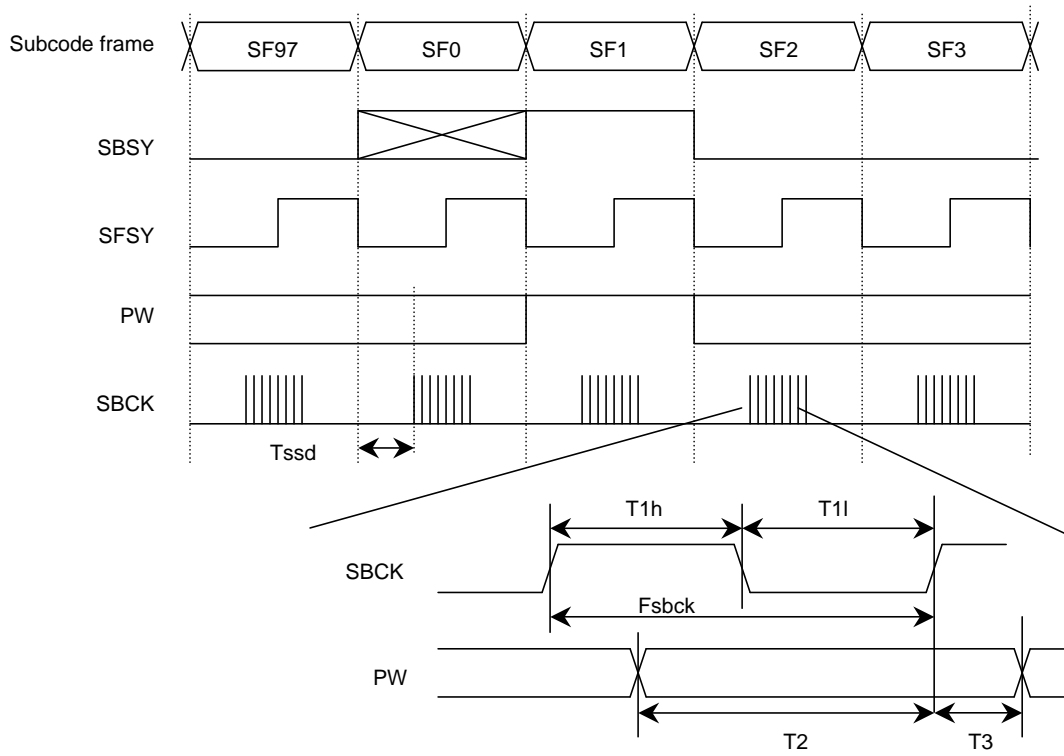 Subcode frame SF97 SF0 SF1 SF2 SF3
SBSY
SFSY
PW
SBCK
Tssd
T1h T1l
SBCK
Fsbck
PW
T2 T3